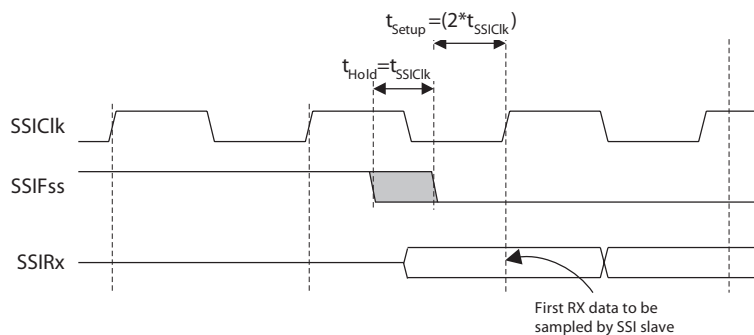 tSetup=(2*tSSIClk)
tHold=tSSIClk
SSIClk
SSIFss
SSIRx
First RX data to be
sampled by SSI slave